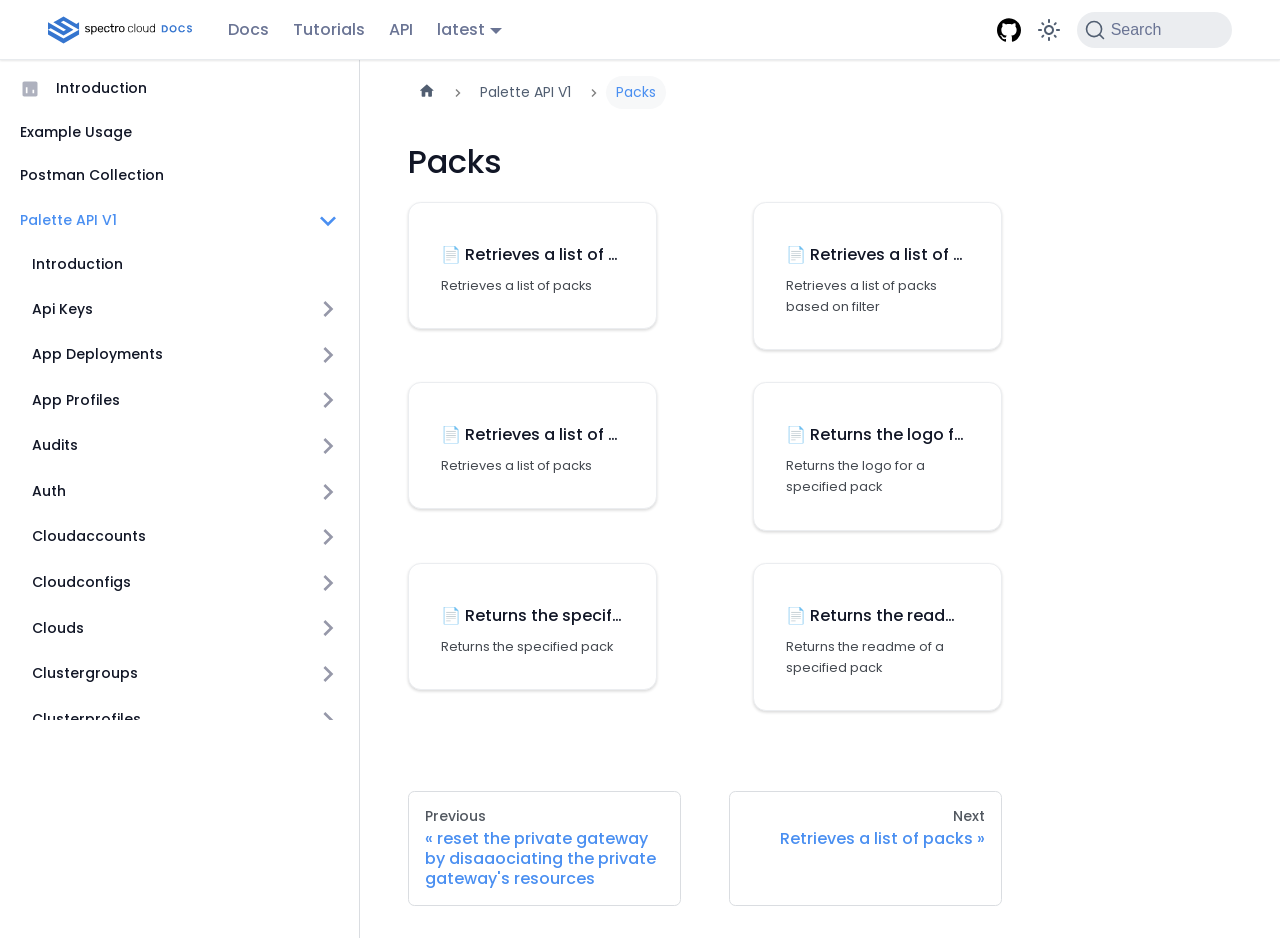 spectro cloud DOCS
Docs
Tutorials
API
latest
Search
Introduction
Example Usage
Postman Collection
Palette API V1
Introduction
Api Keys
App Deployments
App Profiles
Audits
Auth
Cloudaccounts
Cloudconfigs
Clouds
Clustergroups
Clusterprofiles
Palette API V1
Packs
Packs
Retrieves a list of ...
Retrieves a list of packs
Retrieves a list of ...
Retrieves a list of packs
based on filter
Retrieves a list of ...
Retrieves a list of packs
Returns the logo f...
Returns the logo for a
specified pack
Returns the specif...
Returns the specified pack
Returns the read...
Returns the readme of a
specified pack
Previous
« reset the private gateway
by disaaociating the private
gateway's resources
Next
Retrieves a list of packs »